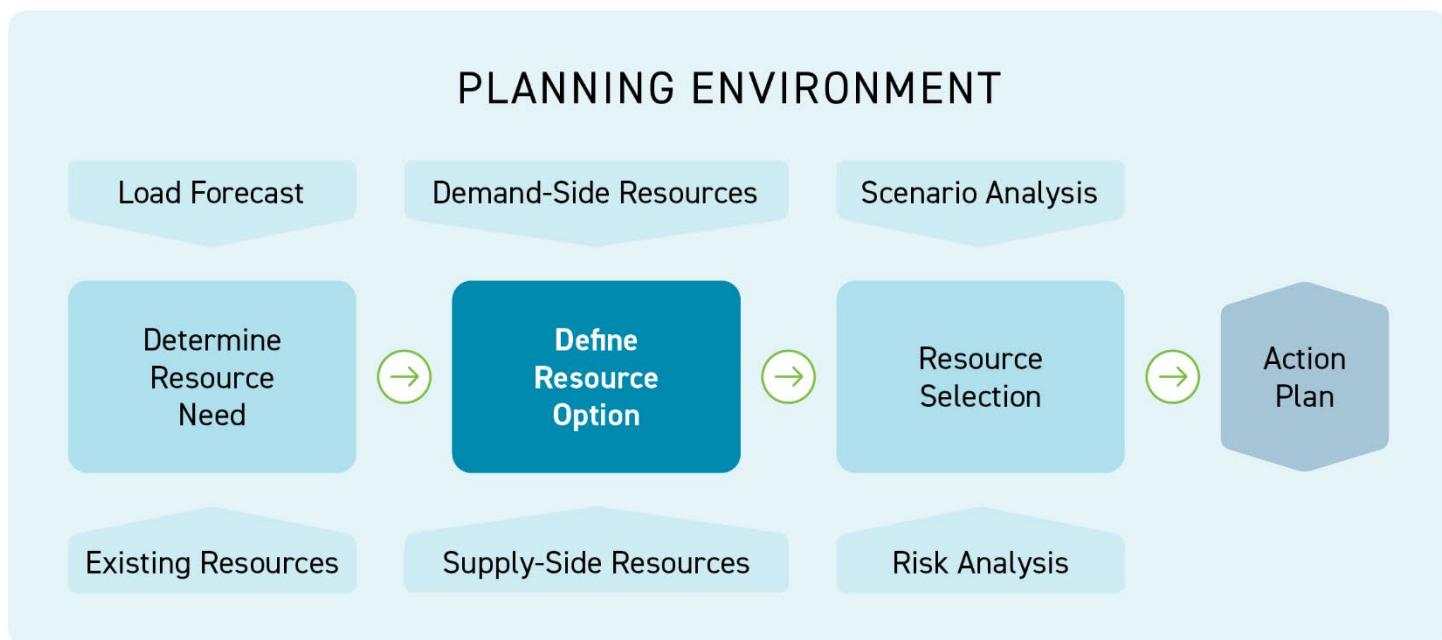 PLANNING ENVIRONMENT
Load Forecast
Demand-Side Resources
Scenario Analysis
Determine
Resource
Need
Define
Resource
Option
Resource
Selection
Action
Plan
Existing Resources
Supply-Side Resources
Risk Analysis